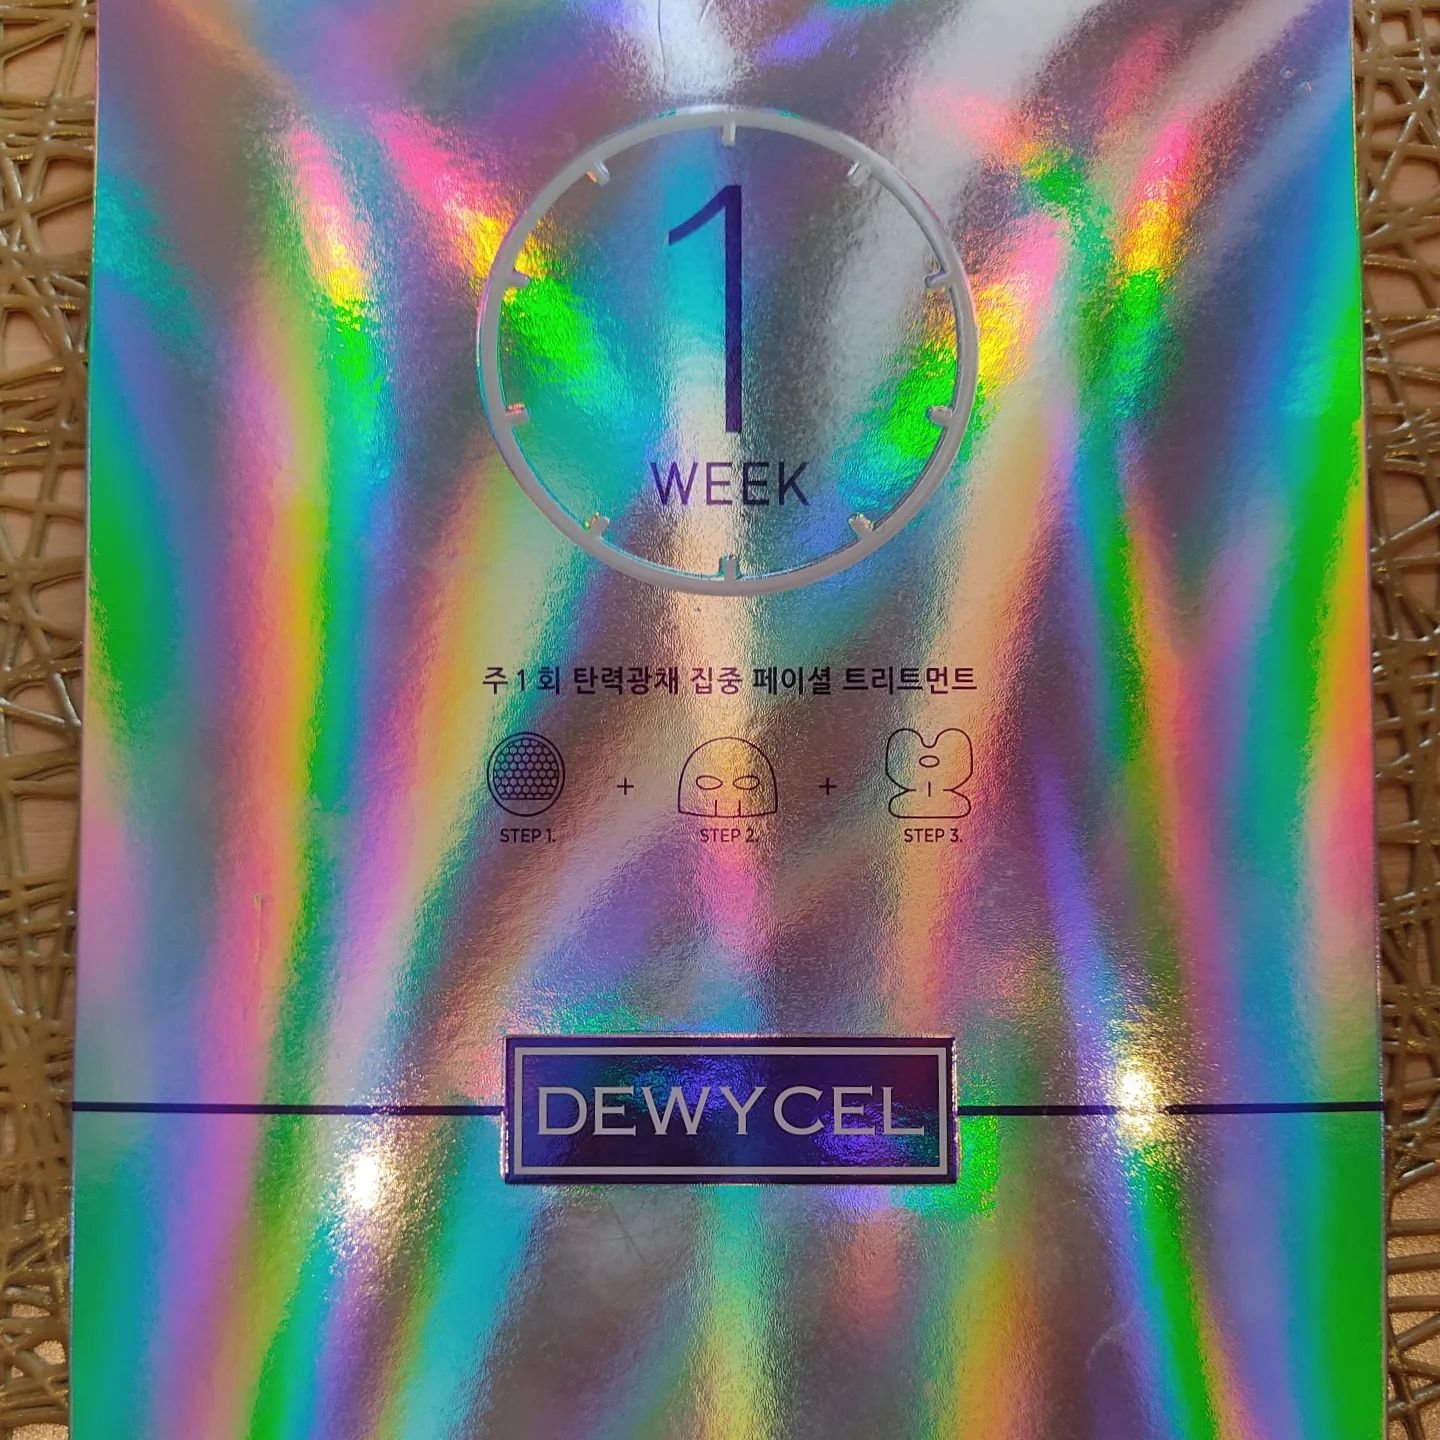 1
WEEK
주 1 회 탄력광채 집중 페이셜 트리트먼트
+ +
STEP 1. STEP 2. STEP 3.
DEWYCEL